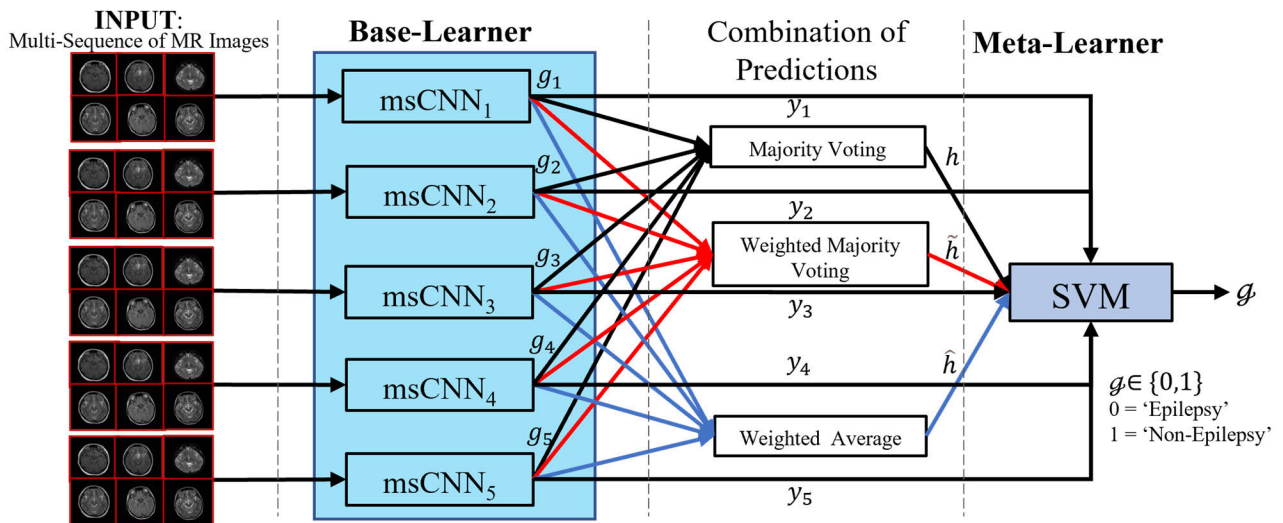 INPUT:
Multi-Sequence of MR Images
Base-Learner
Combination of
Predictions
Meta-Learner
msCNN₁
g₁
y₁
Majority Voting
h
msCNN₂
g₂
y₂
Weighted Majority
Voting
h̃
msCNN₃
g₃
y₃
SVM
ℊ
msCNN₄
g₄
y₄
ĥ
ℊ∈ {0,1}
0 = ‘Epilepsy’
1 = ‘Non-Epilepsy’
Weighted Average
msCNN₅
g₅
y₅